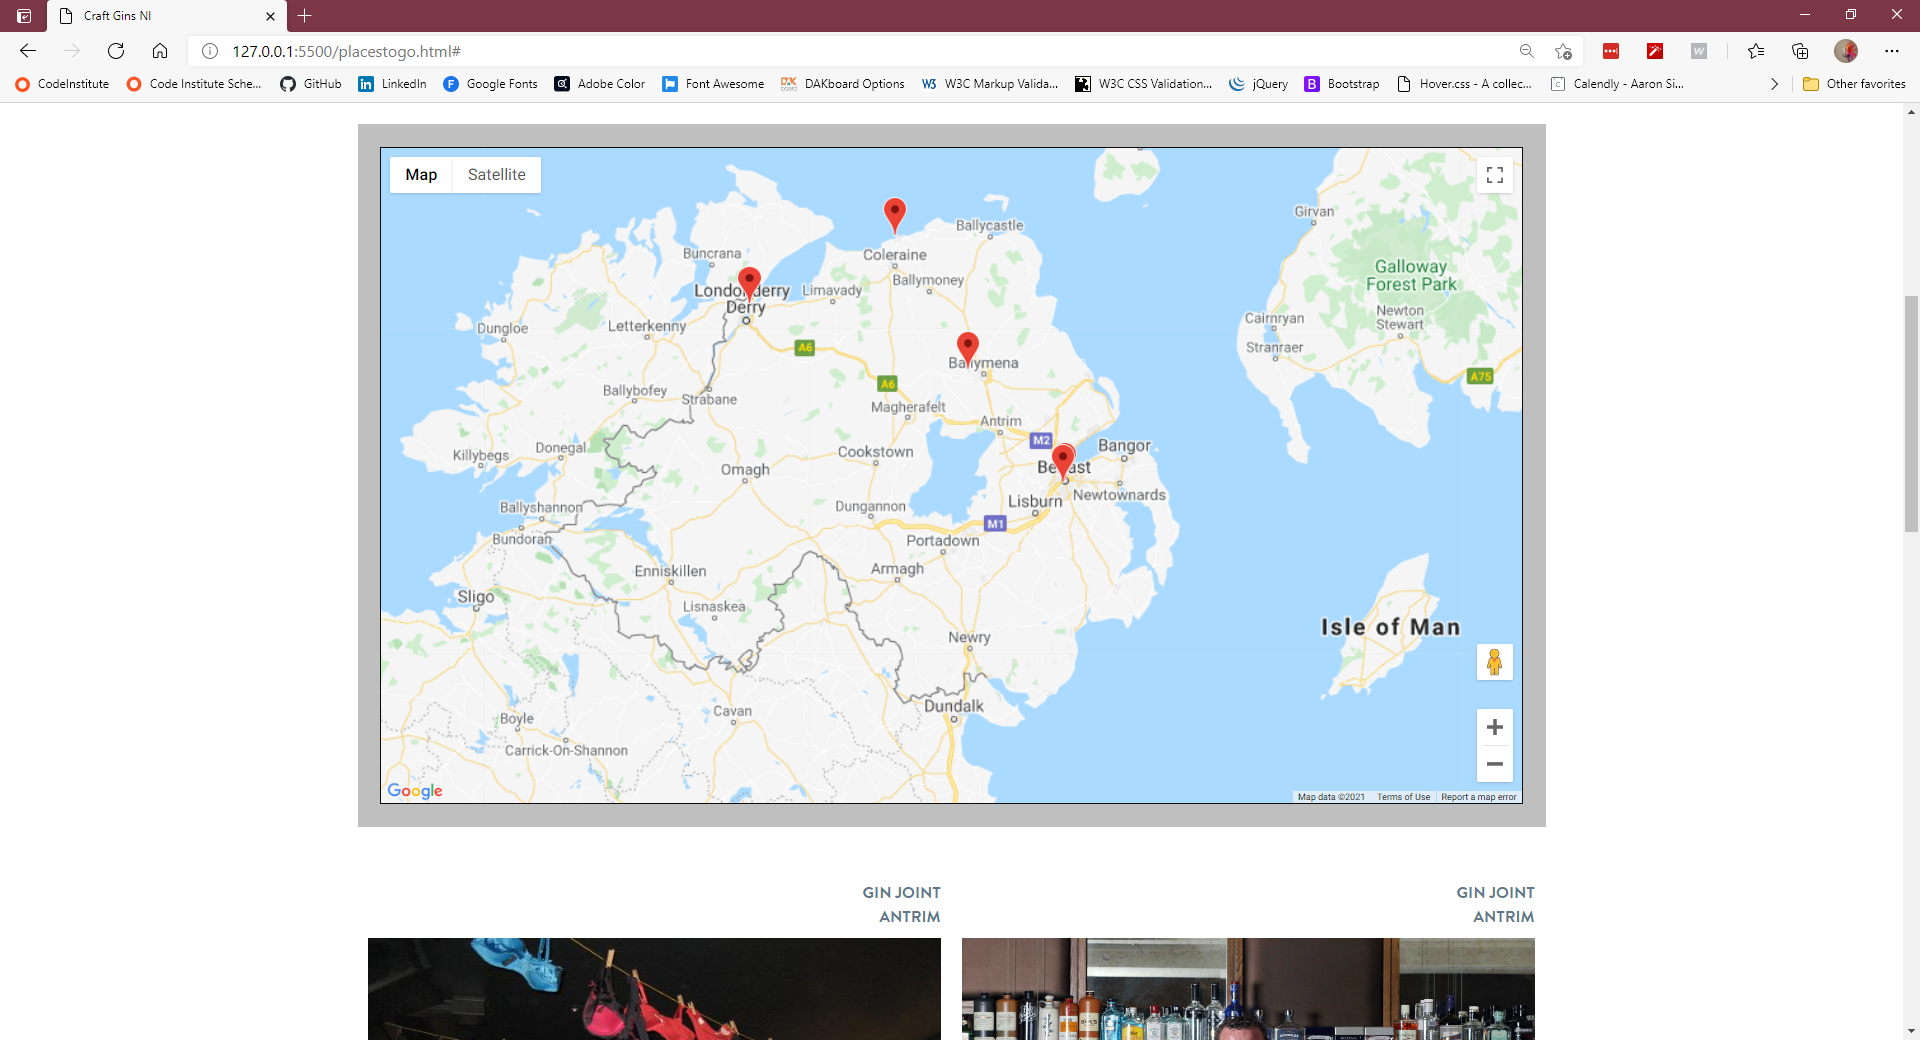 Craft Gins NI
127.0.0.1:5500/placestogo.html#
CodeInstitute
Code Institute Sche...
GitHub
LinkedIn
Google Fonts
Adobe Color
Font Awesome
DAKboard Options
W3C Markup Valida...
W3C CSS Validation...
jQuery
Bootstrap
Hover.css - A collec...
Calendly - Aaron Si...
Other favorites
Map
Satellite
Girvan
Ballycastle
Buncrana
Coleraine
Galloway
Forest Park
Ballymoney
Limavady
Derry
Newton
Stewart
Cairnryan
Dungloe
Letterkenny
A6
Stranraer
Ballymena
A75
A6
Ballybofey
Strabane
Magherafelt
Antrim
M2
Bangor
Donegal
Killybegs
Cookstown
Omagh
Belfast
Newtownards
Lisburn
Ballyshannon
Dungannon
M1
Bundoran
Portadown
Armagh
Enniskillen
Sligo
Lisnaskea
Isle of Man
Newry
Dundalk
Cavan
Boyle
Carrick-On-Shannon
Google
Map data ©2021
Terms of Use
Report a map error
GIN JOINT
ANTRIM
GIN JOINT
ANTRIM